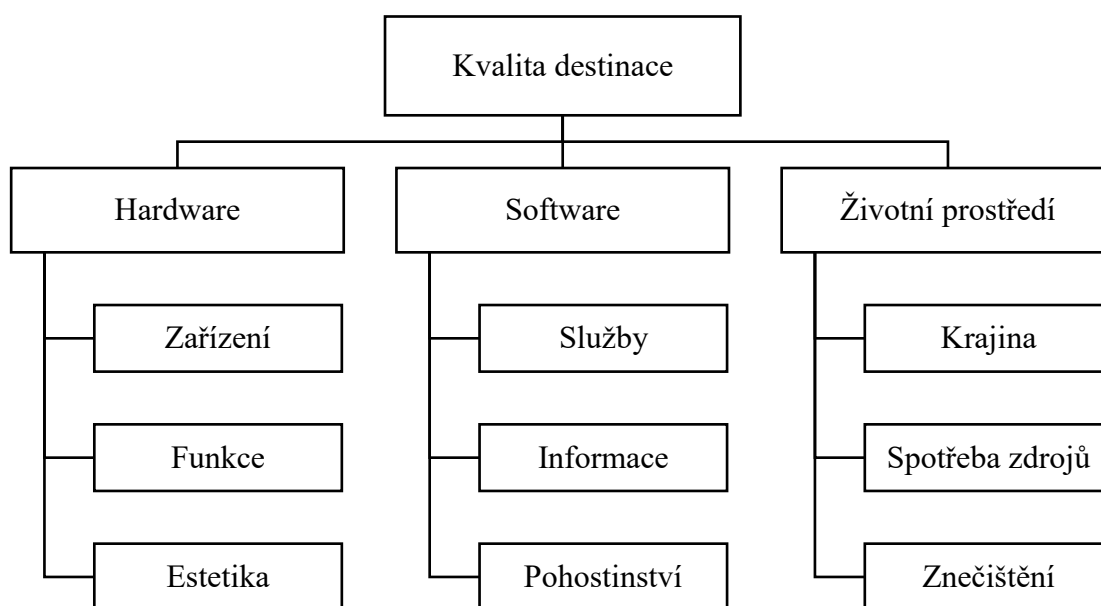 Kvalita destinace
Hardware
Software
Životní prostředí
Zařízení
Služby
Krajina
Funkce
Informace
Spotřeba zdrojů
Estetika
Pohostinství
Znečištění